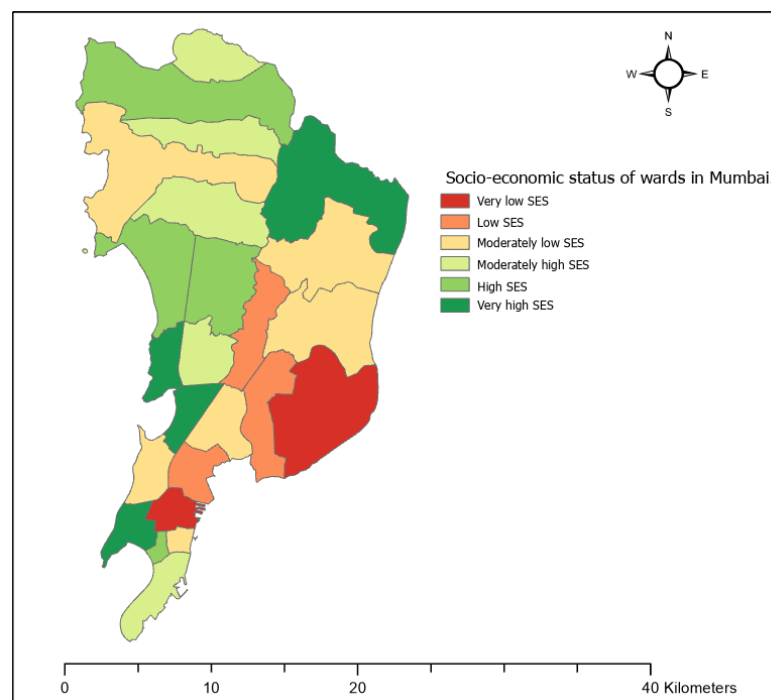 N
W E
S
Socio-economic status of wards in Mumbai
Very low SES
Low SES
Moderately low SES
Moderately high SES
High SES
Very high SES
0 10 20 40 Kilometers